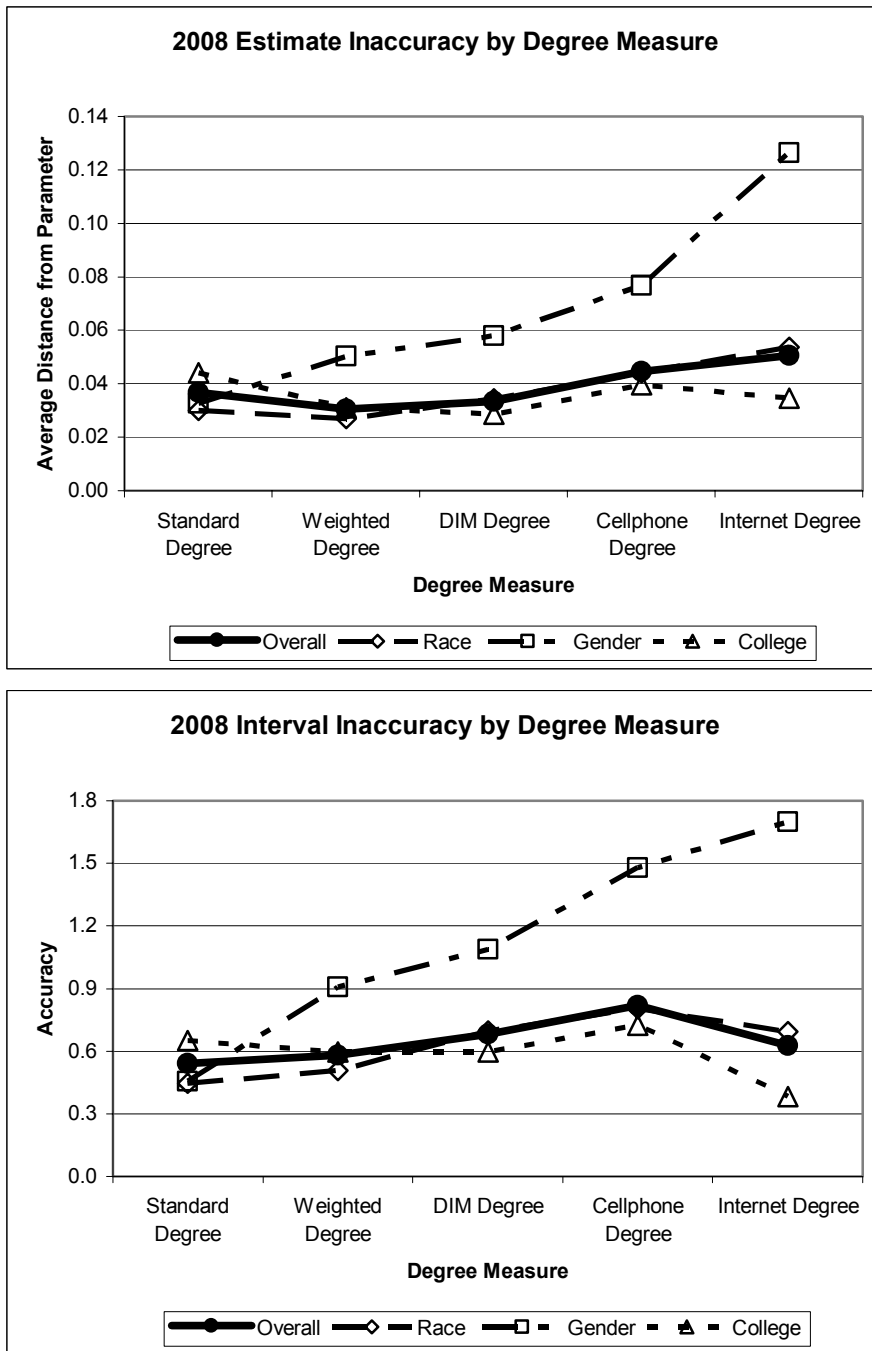 2008 Estimate Inaccuracy by Degree Measure
Average Distance from Parameter
0.14
0.12
0.10
0.08
0.06
0.04
0.02
0.00
Standard Degree
Weighted Degree
DIM Degree
Cellphone Degree
Internet Degree
Degree Measure
Overall Race Gender College
2008 Interval Inaccuracy by Degree Measure
Accuracy
1.8
1.5
1.2
0.9
0.6
0.3
0.0
Standard Degree
Weighted Degree
DIM Degree
Cellphone Degree
Internet Degree
Degree Measure
Overall Race Gender College